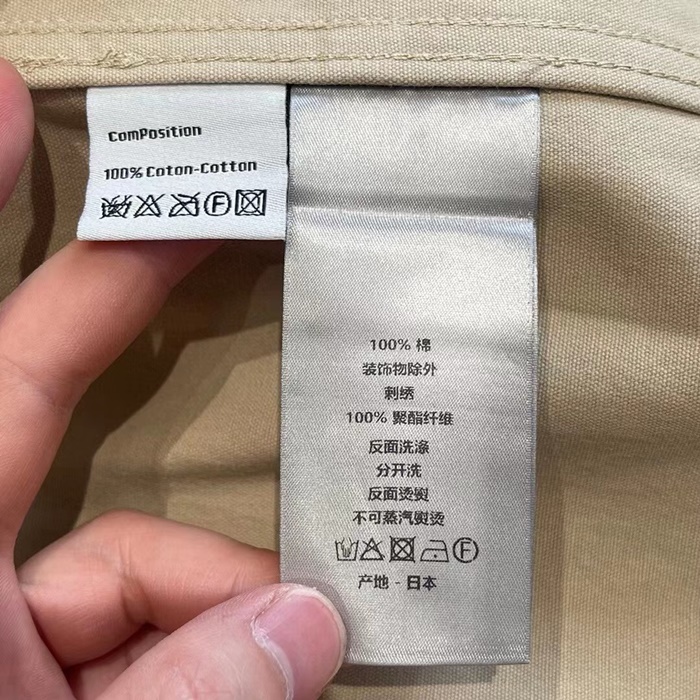 ComPosition
100% Coton-Cotton
F
100% 棉
装饰物除外
刺绣
100% 聚酯纤维
反面洗涤
分开洗
反面烫熨
不可蒸汽熨烫
F
产地 - 日本